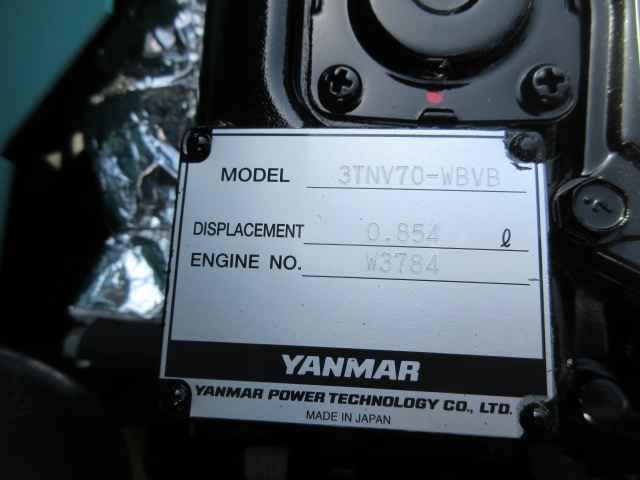 MODEL 3TNV70-WBVB
DISPLACEMENT 0.854 ℓ
ENGINE NO. W3784
YANMAR
YANMAR POWER TECHNOLOGY CO., LTD.
MADE IN JAPAN